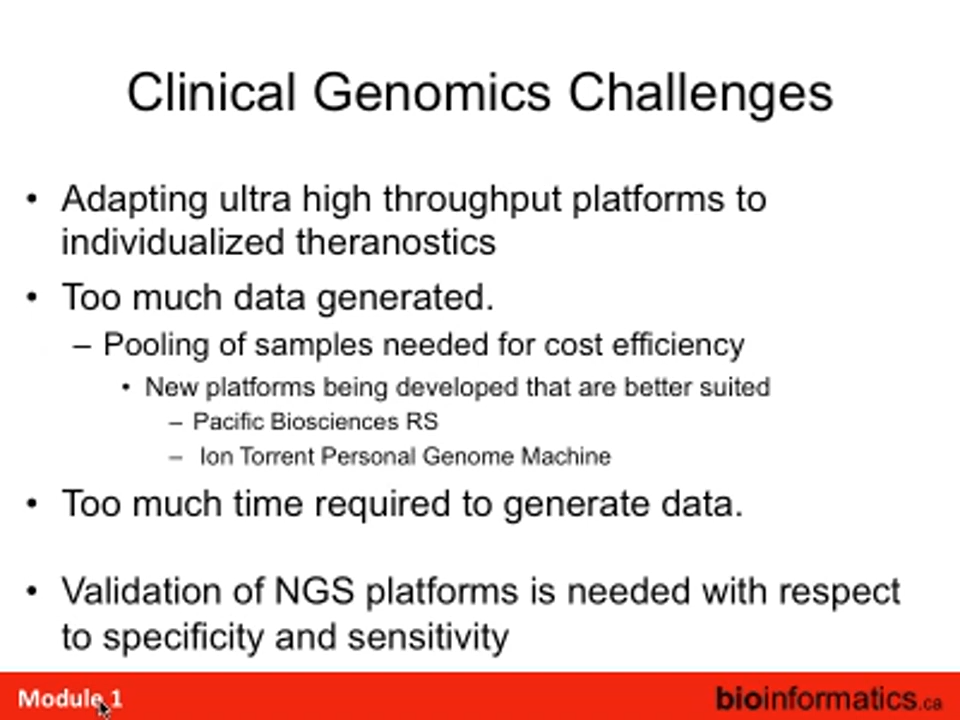 Clinical Genomics Challenges
• Adapting ultra high throughput platforms to
individualized theranostics
• Too much data generated.
– Pooling of samples needed for cost efficiency
• New platforms being developed that are better suited
– Pacific Biosciences RS
– Ion Torrent Personal Genome Machine
• Too much time required to generate data.
• Validation of NGS platforms is needed with respect
to specificity and sensitivity
Module 1
bioinformatics.ca